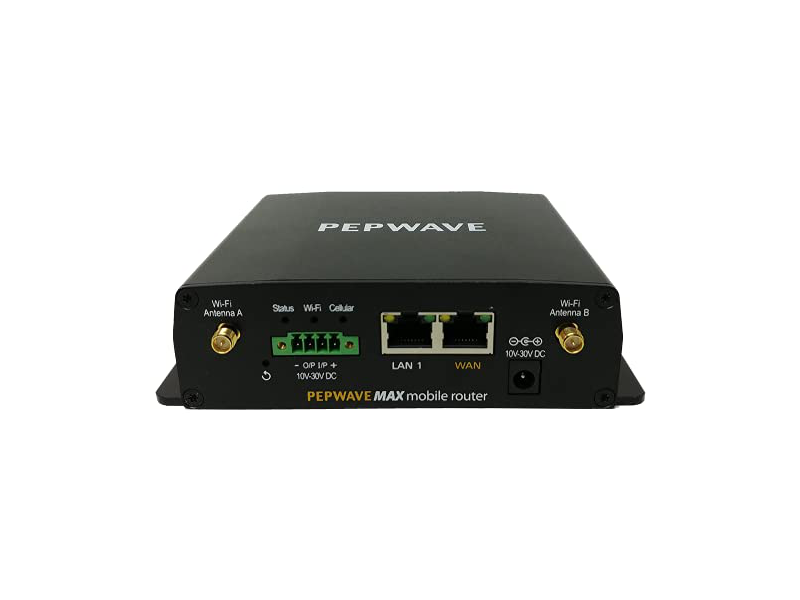 PEPWAVE
Wi-Fi
Antenna A
Status Wi-Fi Cellular
Wi-Fi
Antenna B
- O/P I/P +
10V-30V DC
LAN 1
WAN
10V-30V DC
PEPWAVE MAX mobile router